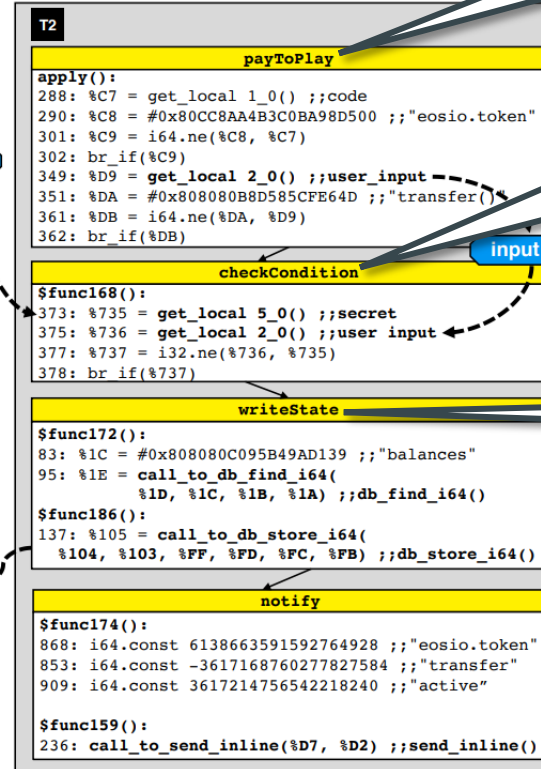 T2
payToPlay
apply():
288: %C7 = get_local 1_0() ;;code
290: %C8 = #0x80CC8AA4B3C0BA98D500 ;;"eosio.token"
301: %C9 = i64.ne(%C8, %C7)
302: br_if(%C9)
349: %D9 = get_local 2_0() ;;user_input
351: %DA = #0x808080B8D585CFE64D ;;"transfer()"
361: %DB = i64.ne(%DA, %D9)
362: br_if(%DB)
input
checkCondition
$func168():
373: %735 = get_local 5_0() ;;secret
375: %736 = get_local 2_0() ;;user input
377: %737 = i32.ne(%736, %735)
378: br_if(%737)
writeState
$func172():
83: %1C = #0x808080C095B49AD139 ;;"balances"
95: %1E = call_to_db_find_i64(
%1D, %1C, %1B, %1A) ;;db_find_i64()
$func186():
137: %105 = call_to_db_store_i64(
%104, %103, %FF, %FD, %FC, %FB) ;;db_store_i64()
notify
$func174():
868: i64.const 6138663591592764928 ;;"eosio.token"
853: i64.const -3617168760277827584 ;;"transfer"
909: i64.const 3617214756542218240 ;;"active”
$func159():
236: call_to_send_inline(%D7, %D2) ;;send_inline()